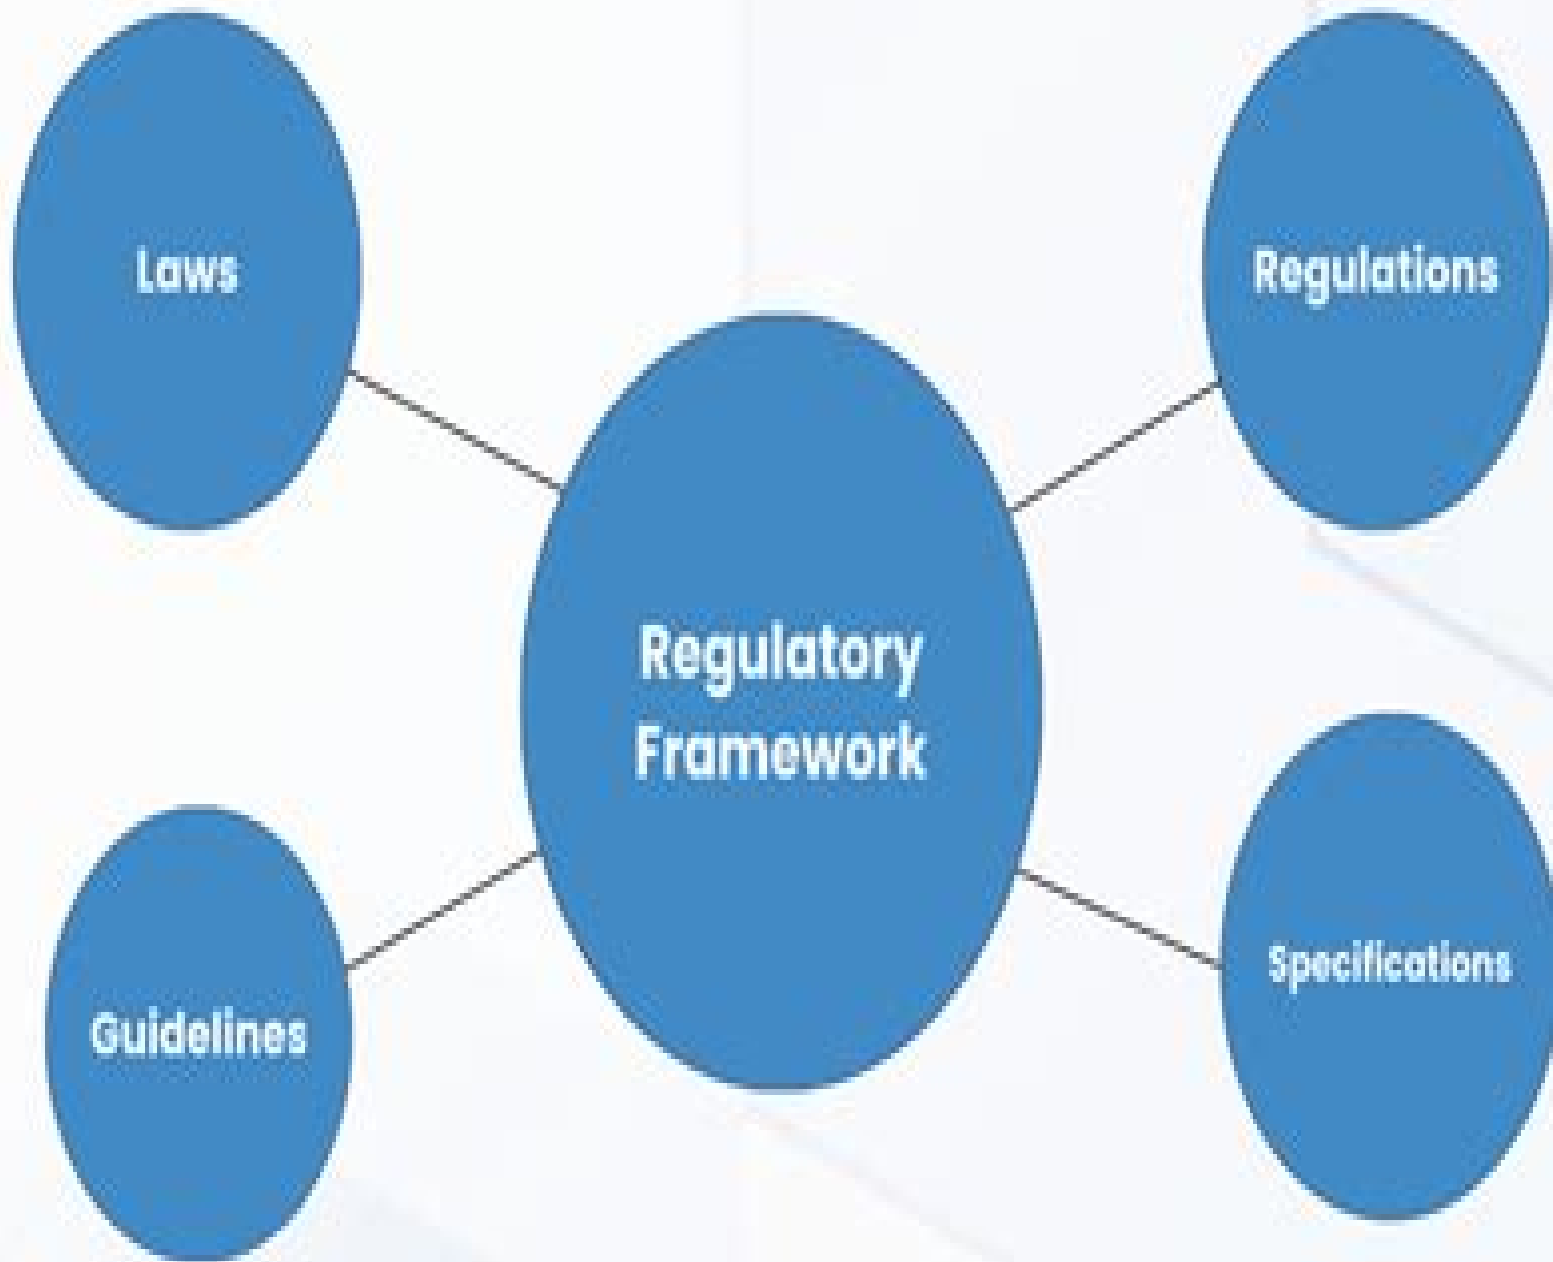 Laws
Regulations
Regulatory
Framework
Guidelines
Specifications